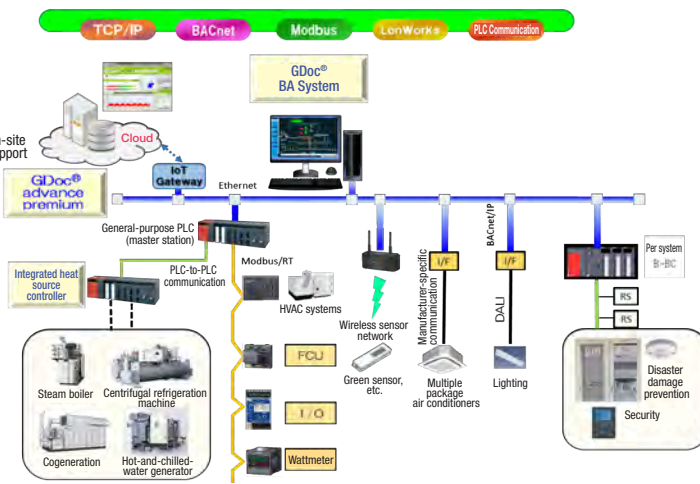 TCP/IP
BACnet
Modbus
LonWorks
PLC Communication
GDoc®
BA System
Cloud
n-site
upport
IoT
Gateway
GDoc®
advance
premium
Ethernet
General-purpose PLC
(master station)
Integrated heat
source
controller
PLC-to-PLC
communication
Modbus/RT
HVAC systems
FCU
I/O
Wattmeter
Wireless sensor
network
Green sensor,
etc.
Manufacturer-specific
communication
I/F
Multiple
package
air conditioners
BACnet/IP
I/F
DALI
Lighting
Per system
B-BC
RS
RS
Disaster
damage
prevention
Security
Steam boiler
Centrifugal refrigeration
machine
Cogeneration
Hot-and-chilled-
water generator